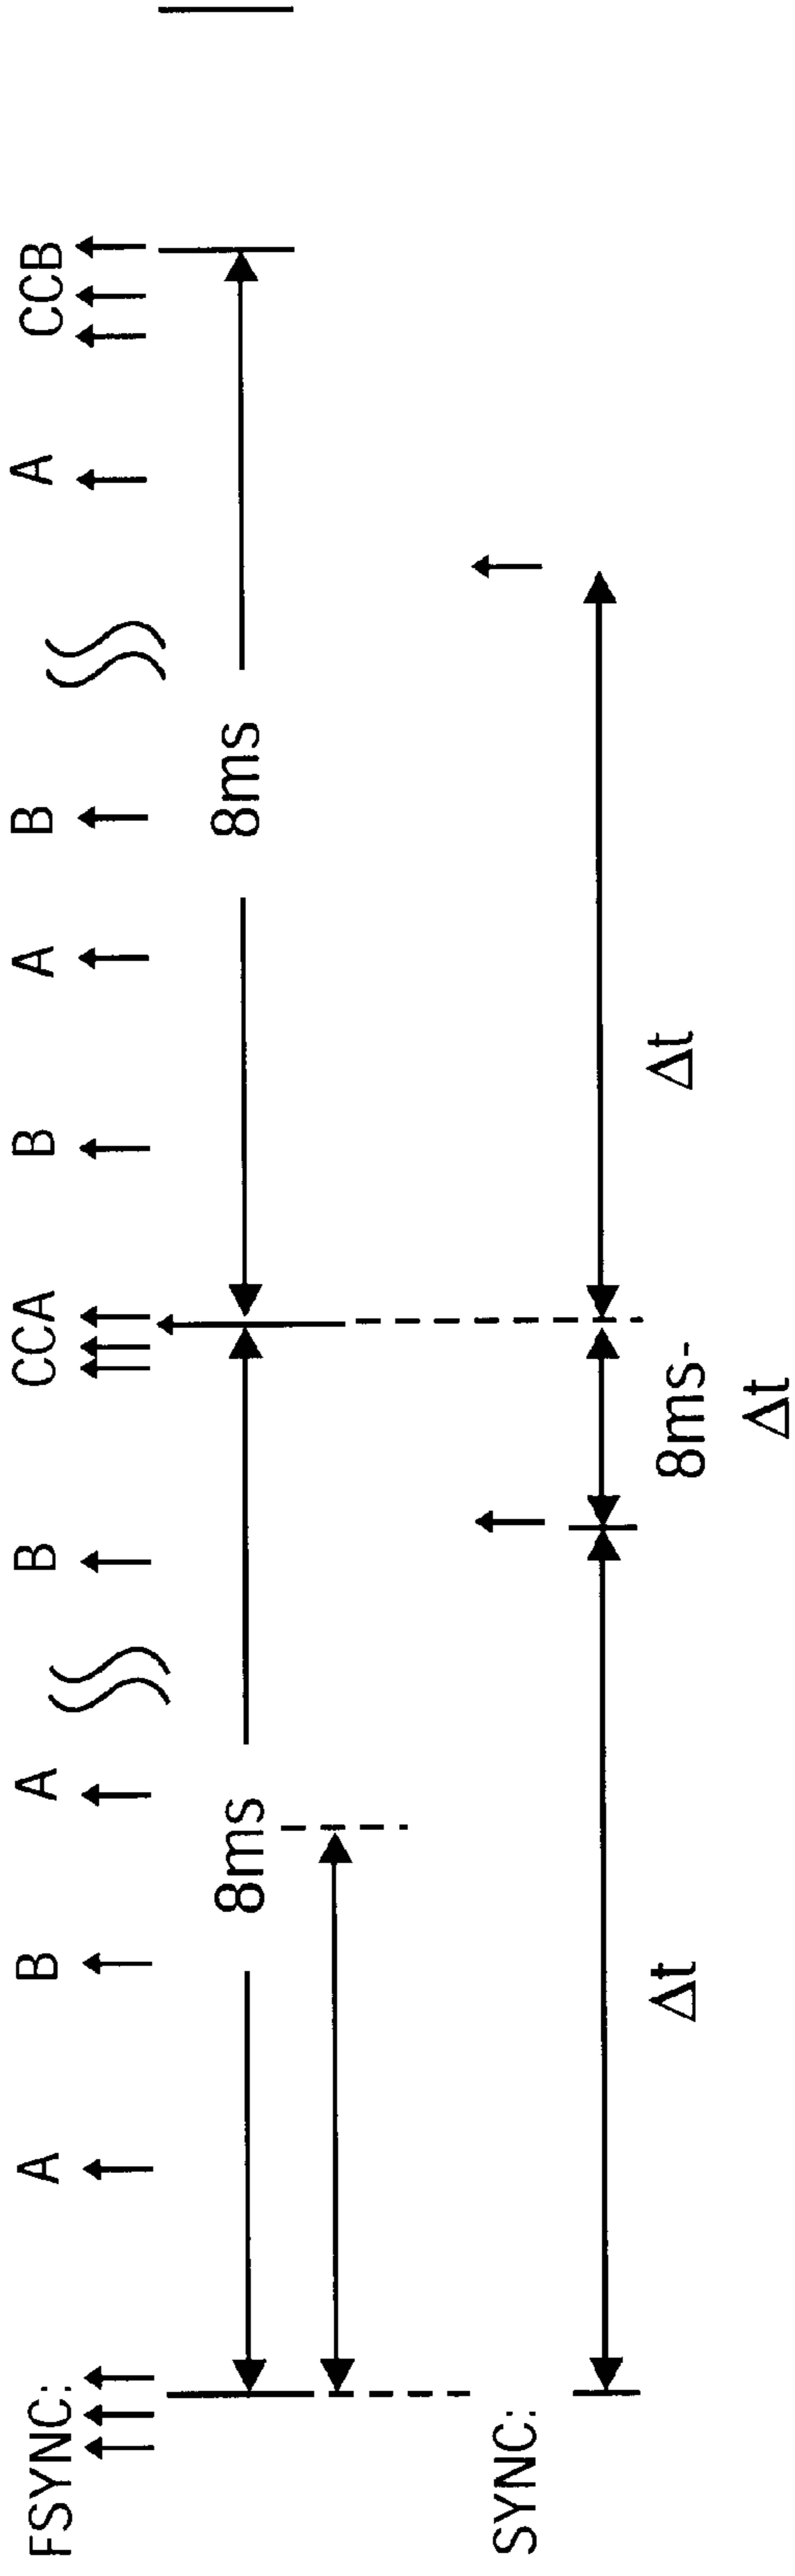 FSYNC: A B A B CCA B A B A CCB
8ms 8ms
SYNC:
Δt 8ms- Δt
Δt